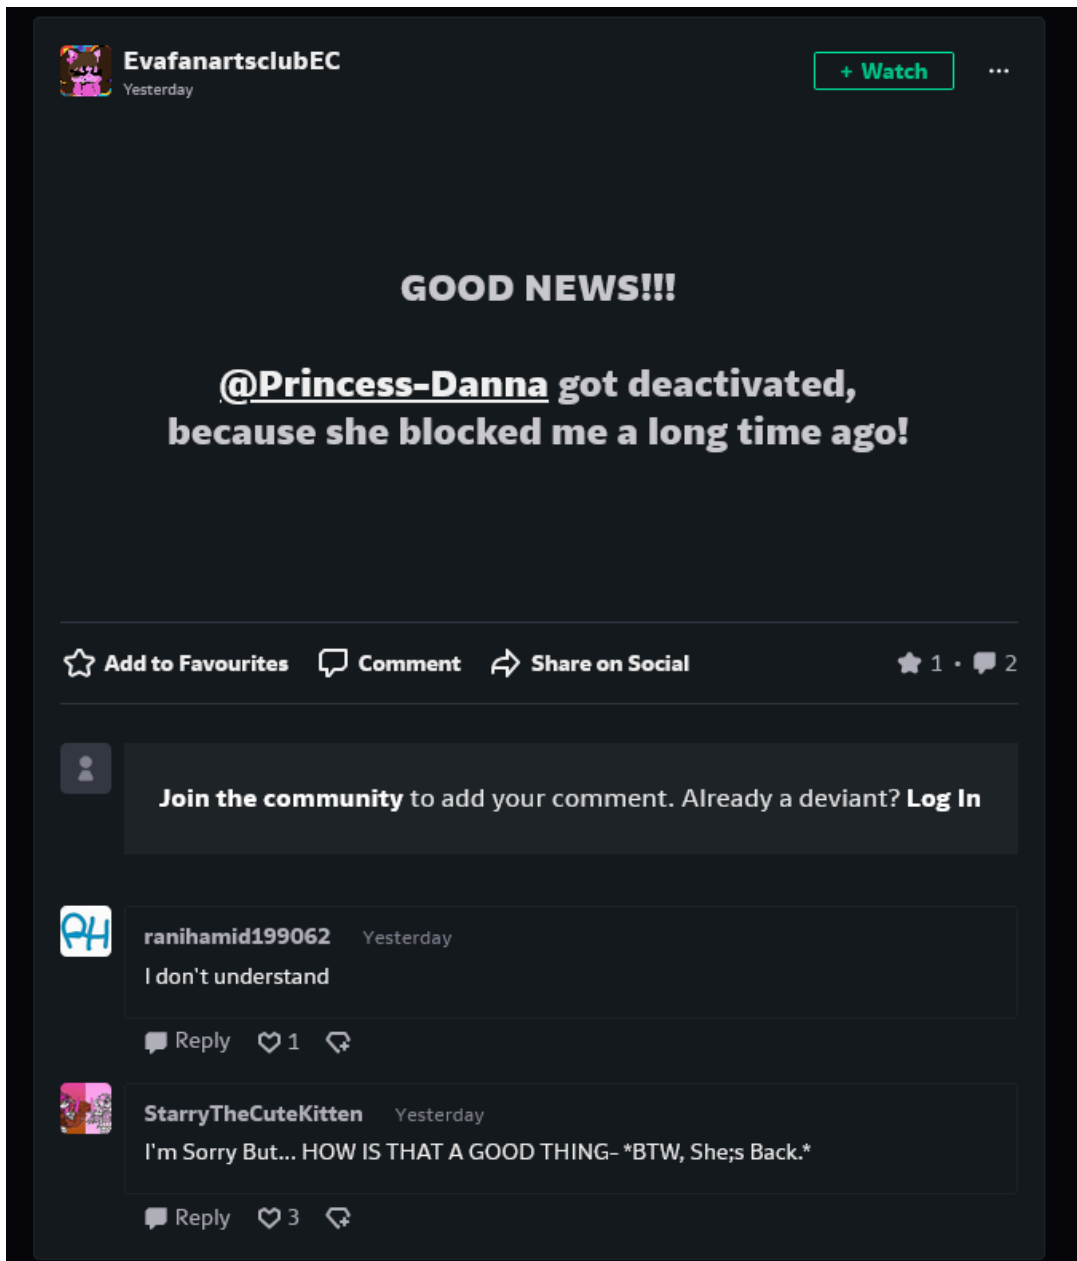 EvafanartsclubEC
Yesterday
+ Watch
GOOD NEWS!!!
@Princess-Danna got deactivated,
because she blocked me a long time ago!
Add to Favourites Comment Share on Social 1 • 2
Join the community to add your comment. Already a deviant? Log In
RH
ranihamid199062 Yesterday
I don't understand
Reply 1
StarryTheCuteKitten Yesterday
I'm Sorry But... HOW IS THAT A GOOD THING- *BTW, She;s Back.*
Reply 3